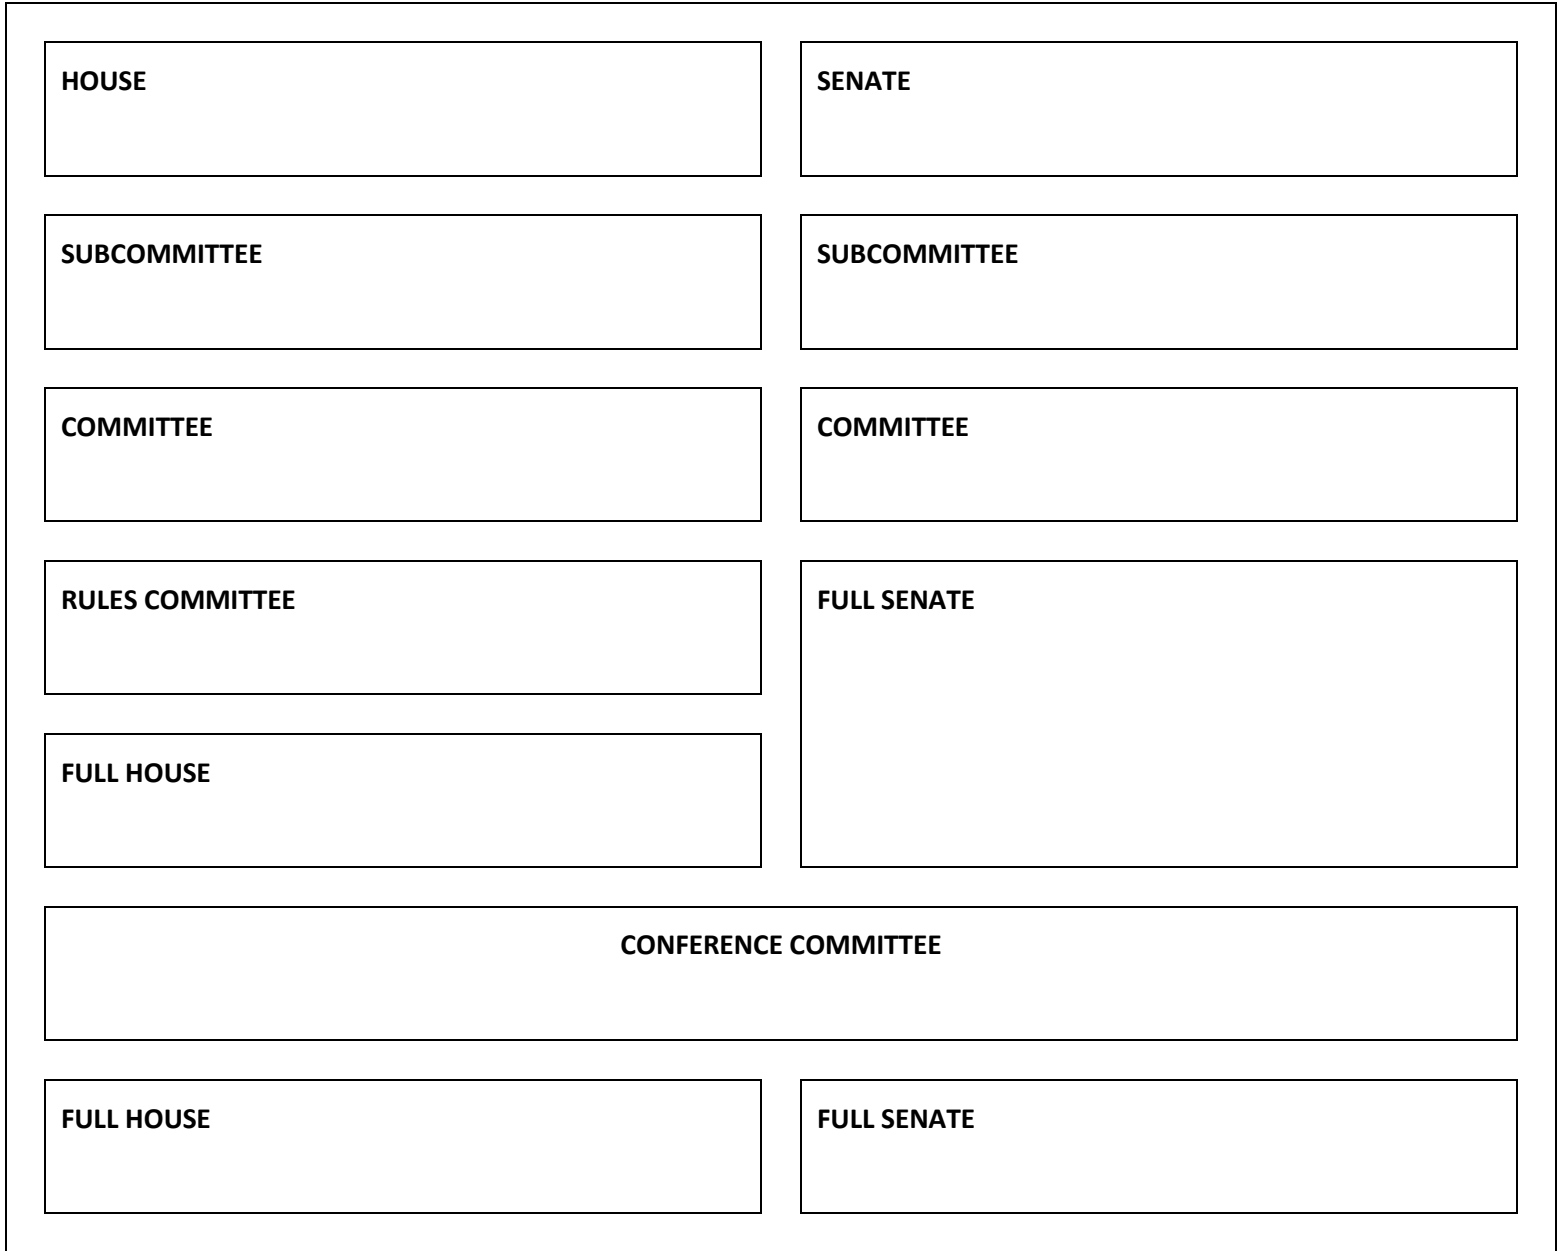 HOUSE
SENATE
SUBCOMMITTEE
SUBCOMMITTEE
COMMITTEE
COMMITTEE
RULES COMMITTEE
FULL SENATE
FULL HOUSE
CONFERENCE COMMITTEE
FULL HOUSE
FULL SENATE